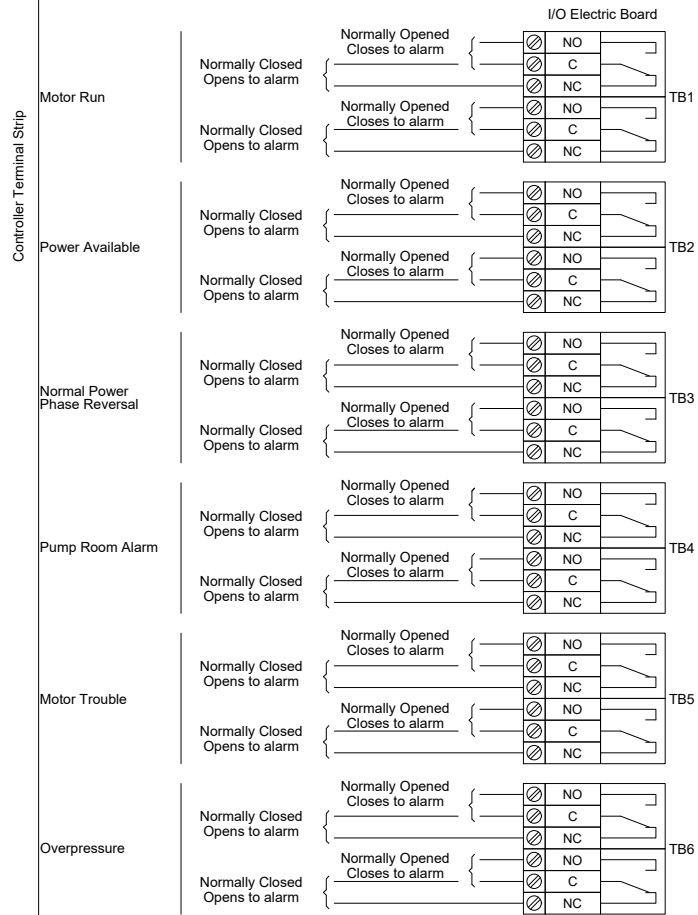 I/O Electric Board
Controller Terminal Strip
Motor Run
Normally Opened
Closes to alarm
Normally Closed
Opens to alarm
NO
C
NC
Normally Opened
Closes to alarm
Normally Closed
Opens to alarm
NO
C
NC
TB1
Power Available
Normally Opened
Closes to alarm
Normally Closed
Opens to alarm
NO
C
NC
Normally Opened
Closes to alarm
Normally Closed
Opens to alarm
NO
C
NC
TB2
Normal Power
Phase Reversal
Normally Opened
Closes to alarm
Normally Closed
Opens to alarm
NO
C
NC
Normally Opened
Closes to alarm
Normally Closed
Opens to alarm
NO
C
NC
TB3
Pump Room Alarm
Normally Opened
Closes to alarm
Normally Closed
Opens to alarm
NO
C
NC
Normally Opened
Closes to alarm
Normally Closed
Opens to alarm
NO
C
NC
TB4
Motor Trouble
Normally Opened
Closes to alarm
Normally Closed
Opens to alarm
NO
C
NC
Normally Opened
Closes to alarm
Normally Closed
Opens to alarm
NO
C
NC
TB5
Overpressure
Normally Opened
Closes to alarm
Normally Closed
Opens to alarm
NO
C
NC
Normally Opened
Closes to alarm
Normally Closed
Opens to alarm
NO
C
NC
TB6